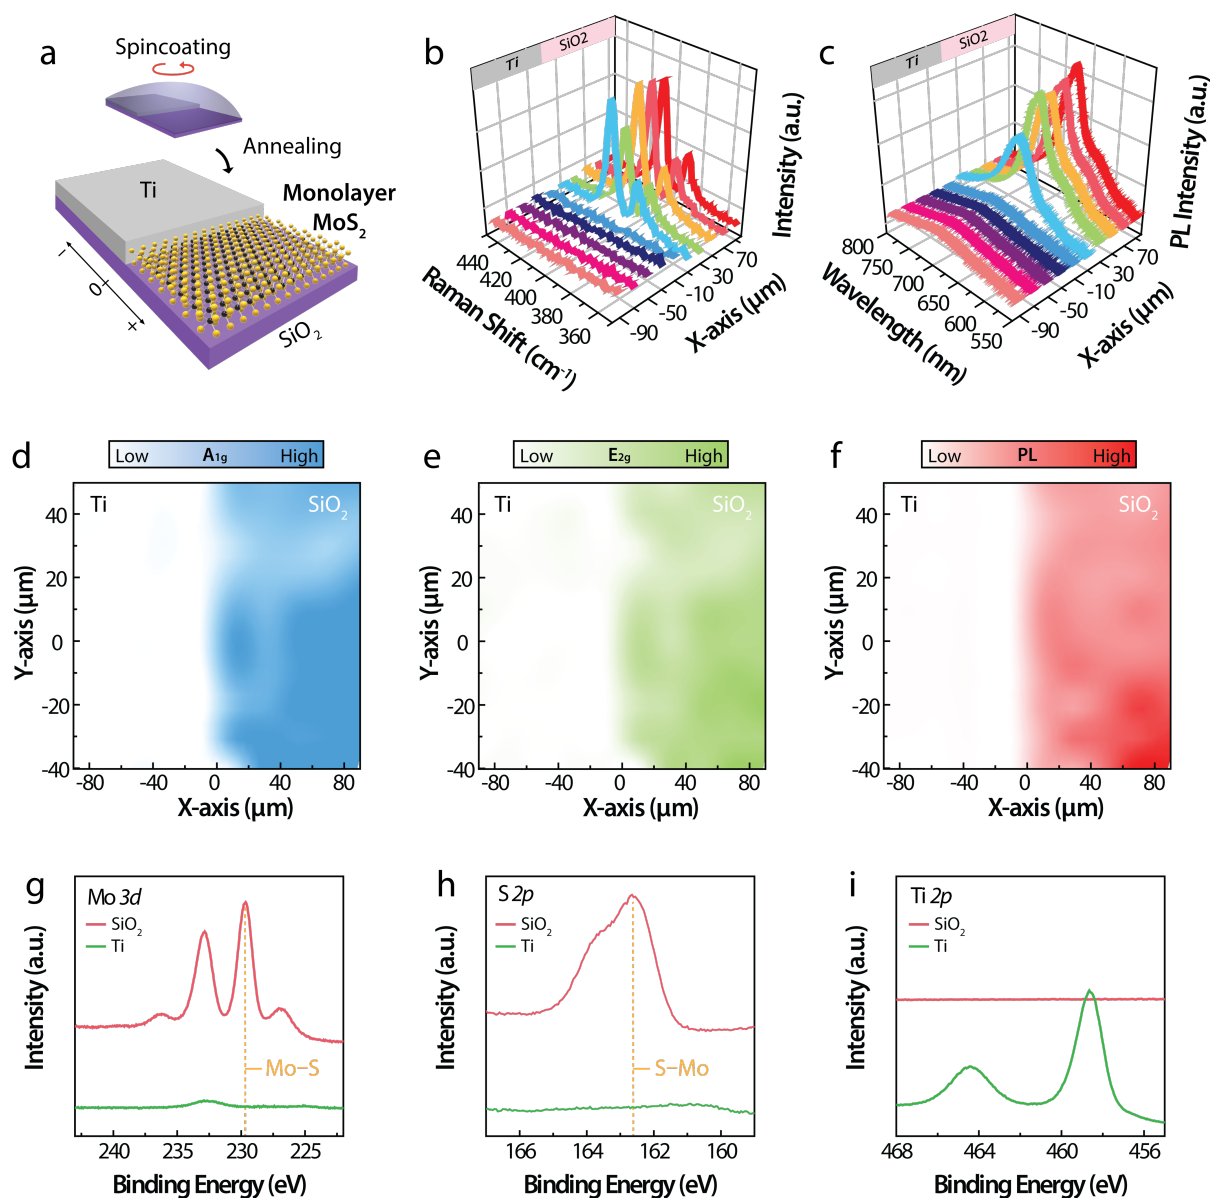 a
Spincoating
Annealing
Ti
Monolayer
MoS2
−
0
+
SiO2
b
Ti
SiO2
Intensity (a.u.)
440
420
400
380
360
Raman Shift (cm-1)
-90
-50
-10
30
70
X-axis (µm)
c
Ti
SiO2
PL Intensity (a.u.)
800
750
700
650
600
550
Wavelength (nm)
-90
-50
-10
30
70
X-axis (µm)
d
Low A1g High
Ti SiO2
40
20
0
-20
-40
Y-axis (µm)
-80 -40 0 40 80
X-axis (µm)
e
Low E2g High
Ti SiO2
40
20
0
-20
-40
Y-axis (µm)
-80 -40 0 40 80
X-axis (µm)
f
Low PL High
Ti SiO2
40
20
0
-20
-40
Y-axis (µm)
-80 -40 0 40 80
X-axis (µm)
g
Mo 3d
SiO2
Ti
Mo–S
Intensity (a.u.)
240 235 230 225
Binding Energy (eV)
h
S 2p
SiO2
Ti
S–Mo
Intensity (a.u.)
166 164 162 160
Binding Energy (eV)
i
Ti 2p
SiO2
Ti
Intensity (a.u.)
468 464 460 456
Binding Energy (eV)